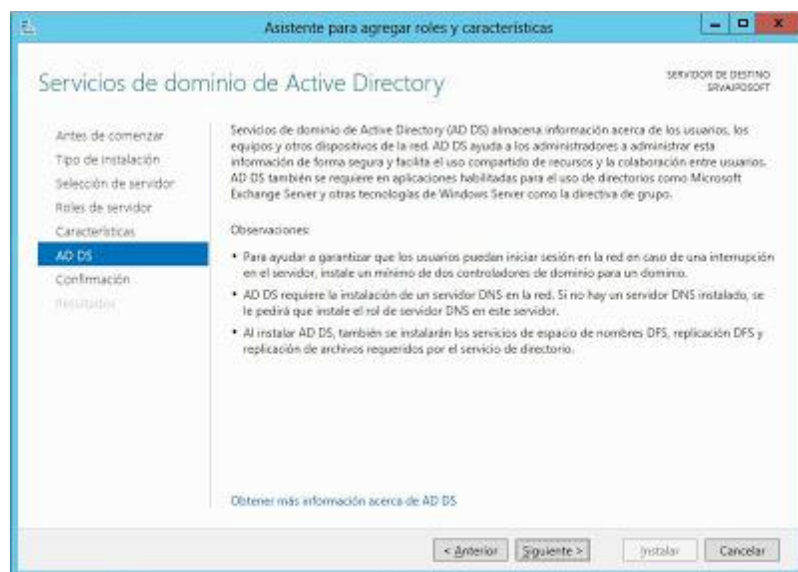 Asistente para agregar roles y características
Servicios de dominio de Active Directory
SERVIDOR DE DESTINO
SRVAIPOSOFT
Antes de comenzar
Tipo de instalación
Selección de servidor
Roles de servidor
Características
AD DS
Confirmación
Resultados
Servicios de dominio de Active Directory (AD DS) almacena información acerca de los usuarios, los
equipos y otros dispositivos de la red. AD DS ayuda a los administradores a administrar esta
información de forma segura y facilita el uso compartido de recursos y la colaboración entre usuarios.
AD DS también se requiere en aplicaciones habilitadas para el uso de directorios como Microsoft
Exchange Server y otras tecnologías de Windows Server como la directiva de grupo.
Observaciones:
• Para ayudar a garantizar que los usuarios puedan iniciar sesión en la red en caso de una interrupción
en el servidor, instale un mínimo de dos controladores de dominio para un dominio.
• AD DS requiere la instalación de un servidor DNS en la red. Si no hay un servidor DNS instalado, se
le pedirá que instale el rol de servidor DNS en este servidor.
• Al instalar AD DS, también se instalarán los servicios de espacio de nombres DFS, replicación DFS y
replicación de archivos requeridos por el servicio de directorio.
Obtener más información acerca de AD DS
< Anterior
Siguiente >
Instalar
Cancelar